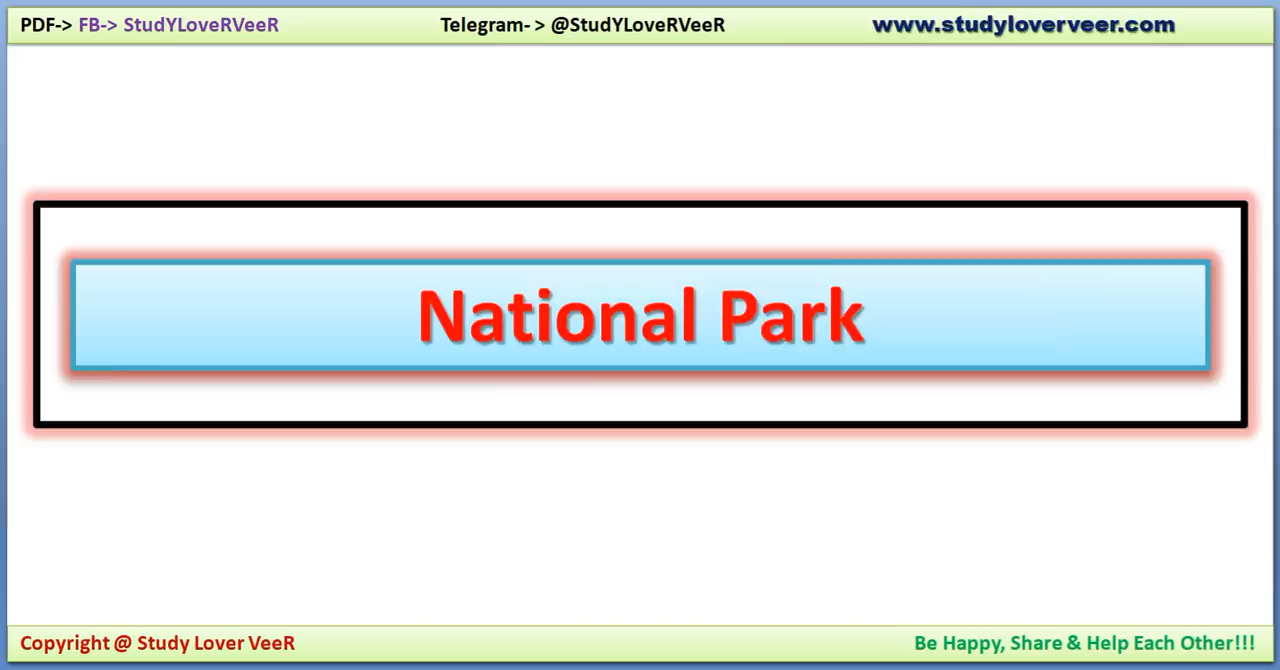 PDF-> FB-> StudYLoveRVeeR Telegram- > @StudYLoveRVeeR www.studyloverveer.com
National Park
Copyright @ Study Lover VeeR Be Happy, Share & Help Each Other!!!